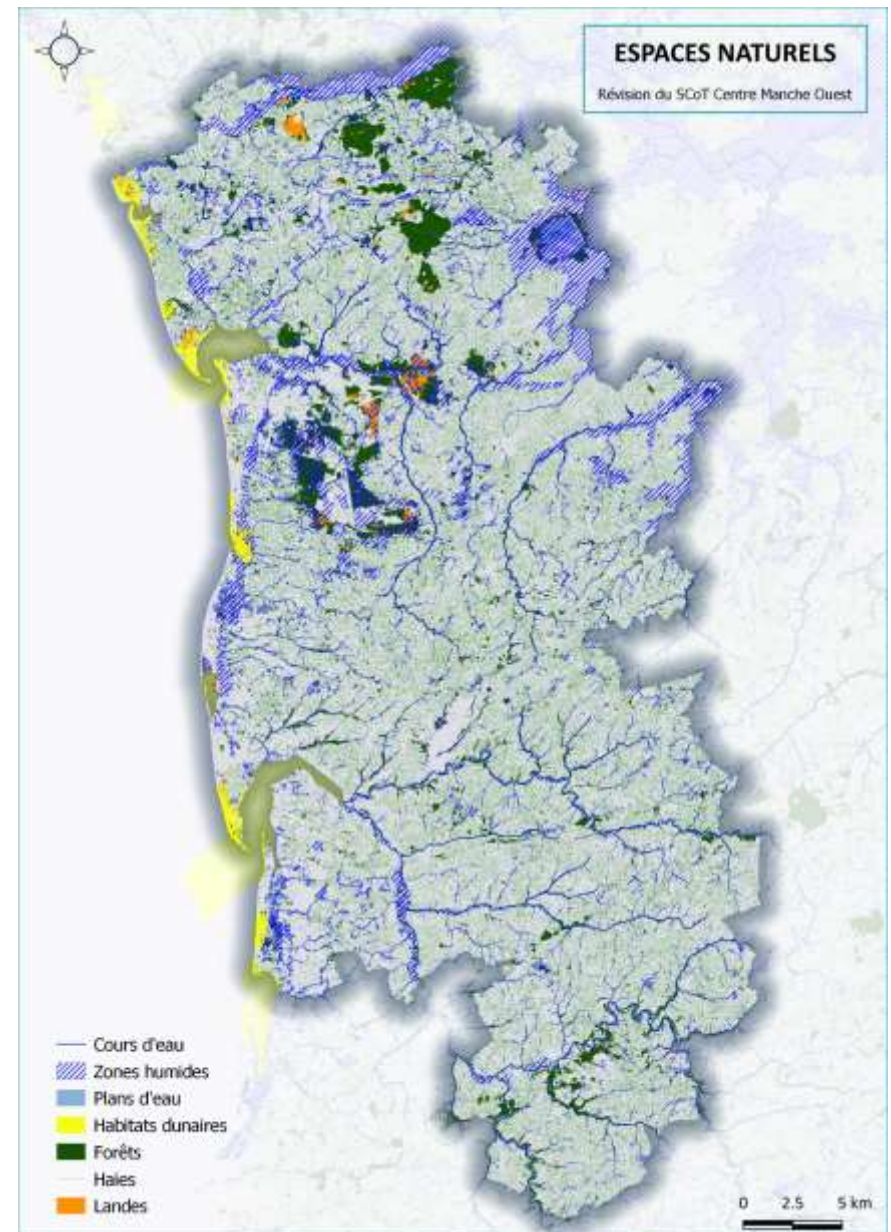 ESPACES NATURELS
Révision du SCoT Centre Manche Ouest
Cours d'eau
Zones humides
Plans d'eau
Habitats dunaires
Forêts
Haies
Landes
0 2.5 5 km